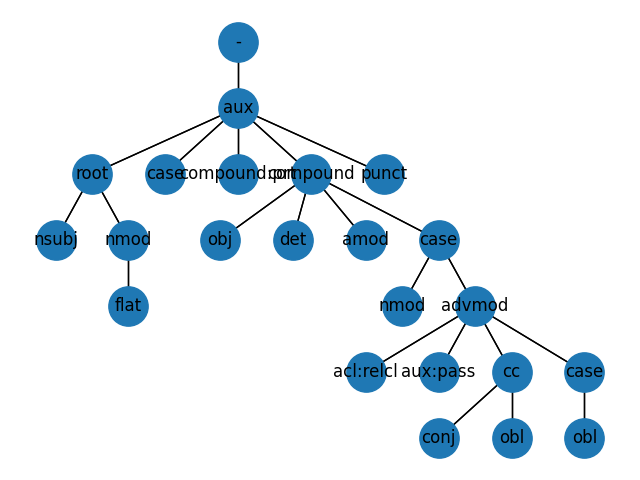 -
aux
root case compound:prt compound punct
nsubj nmod obj det amod case
flat nmod advmod
acl:relcl aux:pass cc case
conj obl obl